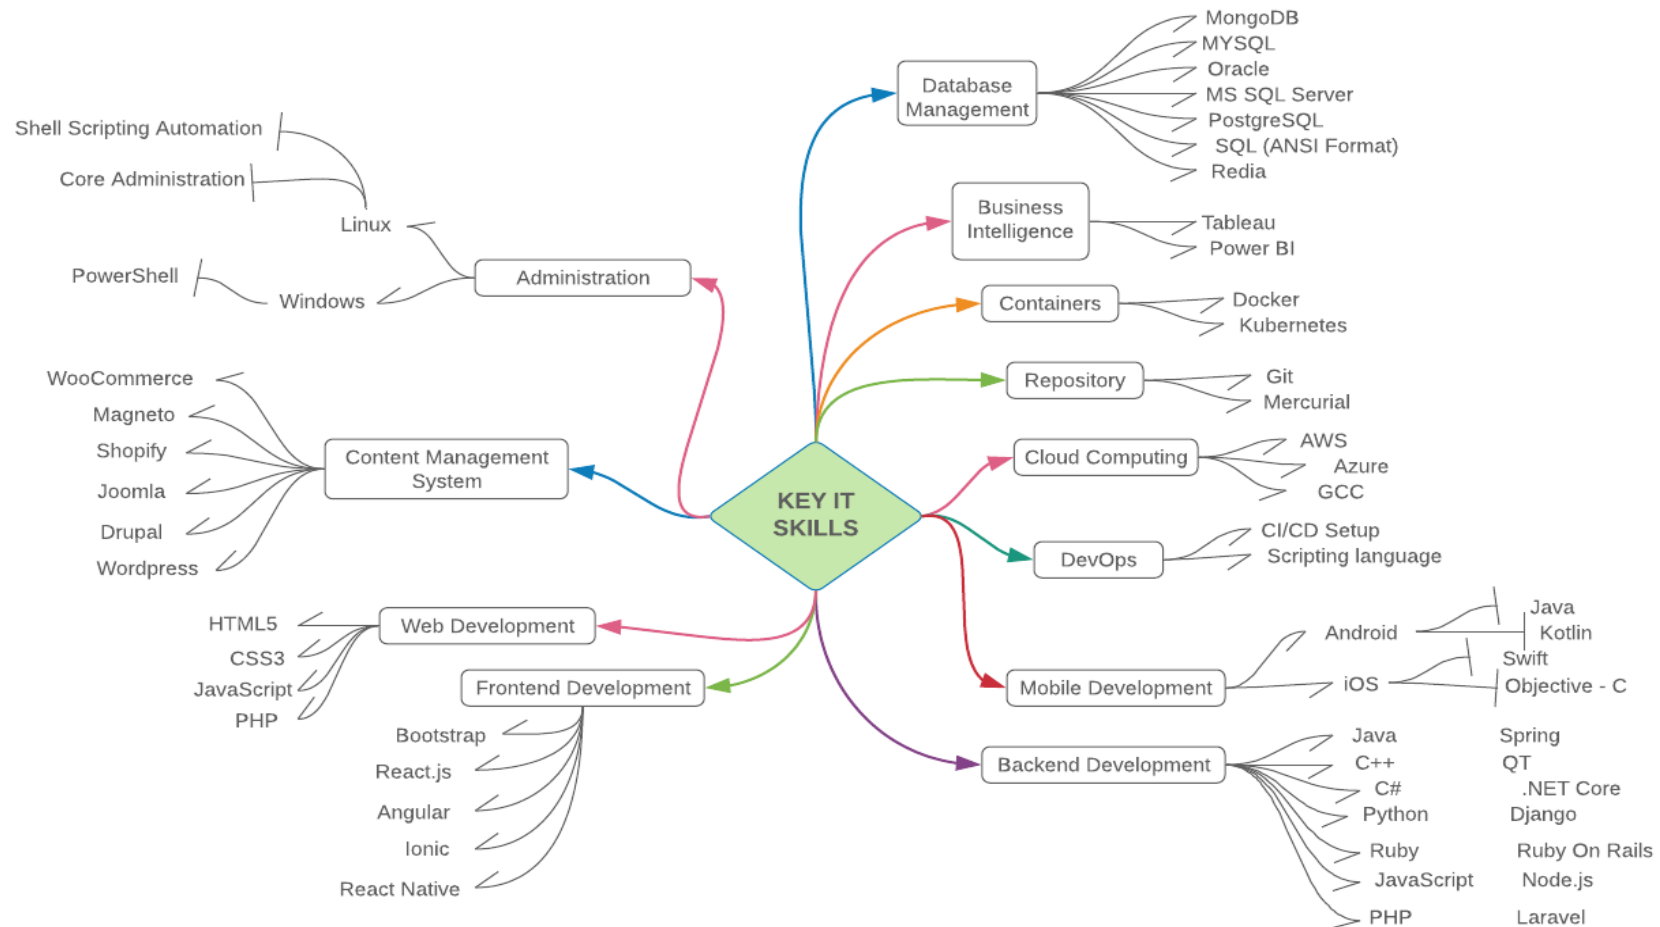 KEY IT
SKILLS
Database
Management
MongoDB
MYSQL
Oracle
MS SQL Server
PostgreSQL
SQL (ANSI Format)
Redia
Business
Intelligence
Tableau
Power BI
Containers
Docker
Kubernetes
Repository
Git
Mercurial
Cloud Computing
AWS
Azure
GCC
DevOps
CI/CD Setup
Scripting language
Mobile Development
Android
Java
Kotlin
iOS
Swift
Objective - C
Backend Development
Java Spring
C++ QT
C# .NET Core
Python Django
Ruby Ruby On Rails
JavaScript Node.js
PHP Laravel
Administration
Linux
Shell Scripting Automation
Core Administration
Windows
PowerShell
Content Management
System
WooCommerce
Magneto
Shopify
Joomla
Drupal
Wordpress
Web Development
HTML5
CSS3
JavaScript
PHP
Frontend Development
Bootstrap
React.js
Angular
Ionic
React Native